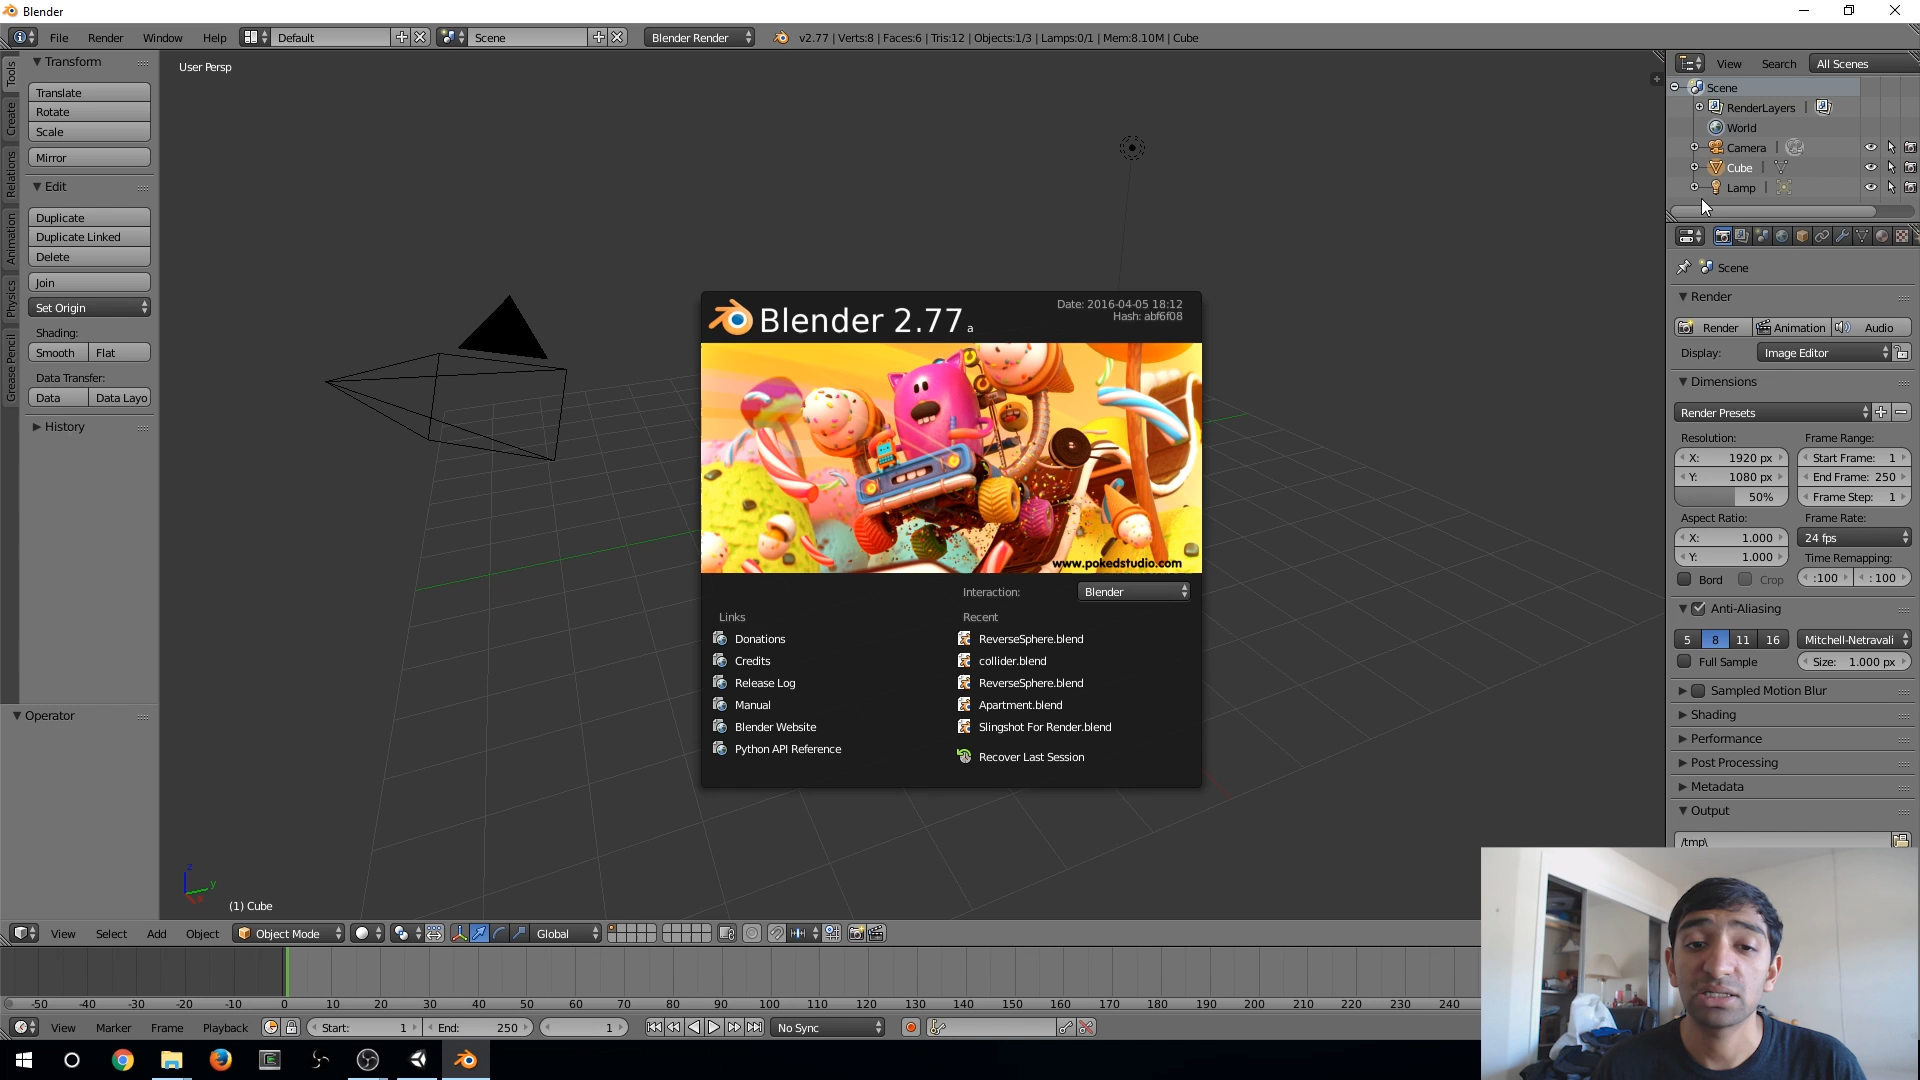 Blender
File Render Window Help Default Scene Blender Render v2.77 | Verts:8 | Faces:6 | Tris:12 | Objects:1/3 | Lamps:0/1 | Mem:8.10M | Cube
Tools
Create
Relations
Animation
Physics
Grease Pencil
Transform
Translate
Rotate
Scale
Mirror
Edit
Duplicate
Duplicate Linked
Delete
Join
Set Origin
Shading:
Smooth Flat
Data Transfer:
Data Data Layo
History
Operator
User Persp
Blender 2.77 a
Date: 2016-04-05 18:12
Hash: abf6f08
www.pokedstudio.com
Interaction: Blender
Links
Donations
Credits
Release Log
Manual
Blender Website
Python API Reference
Recent
ReverseSphere.blend
collider.blend
ReverseSphere.blend
Apartment.blend
Slingshot For Render.blend
Recover Last Session
z
y
x
(1) Cube
View Search All Scenes
Scene
RenderLayers |
World
Camera |
Cube |
Lamp |
Scene
Render
Render Animation Audio
Display: Image Editor
Dimensions
Render Presets
Resolution: Frame Range:
X: 1920 px Start Frame: 1
Y: 1080 px End Frame: 250
50% Frame Step: 1
Aspect Ratio: Frame Rate:
X: 1.000 24 fps
Y: 1.000 Time Remapping:
Bord Crop :100 : 100
Anti-Aliasing
5 8 11 16 Mitchell-Netravali
Full Sample Size: 1.000 px
Sampled Motion Blur
Shading
Performance
Post Processing
Metadata
Output
/tmp\
View Select Add Object Object Mode Global
-50 -40 -30 -20 -10 0 10 20 30 40 50 60 70 80 90 100 110 120 130 140 150 160 170 180 190 200 210 220 230 240
View Marker Frame Playback Start: 1 End: 250 1 No Sync